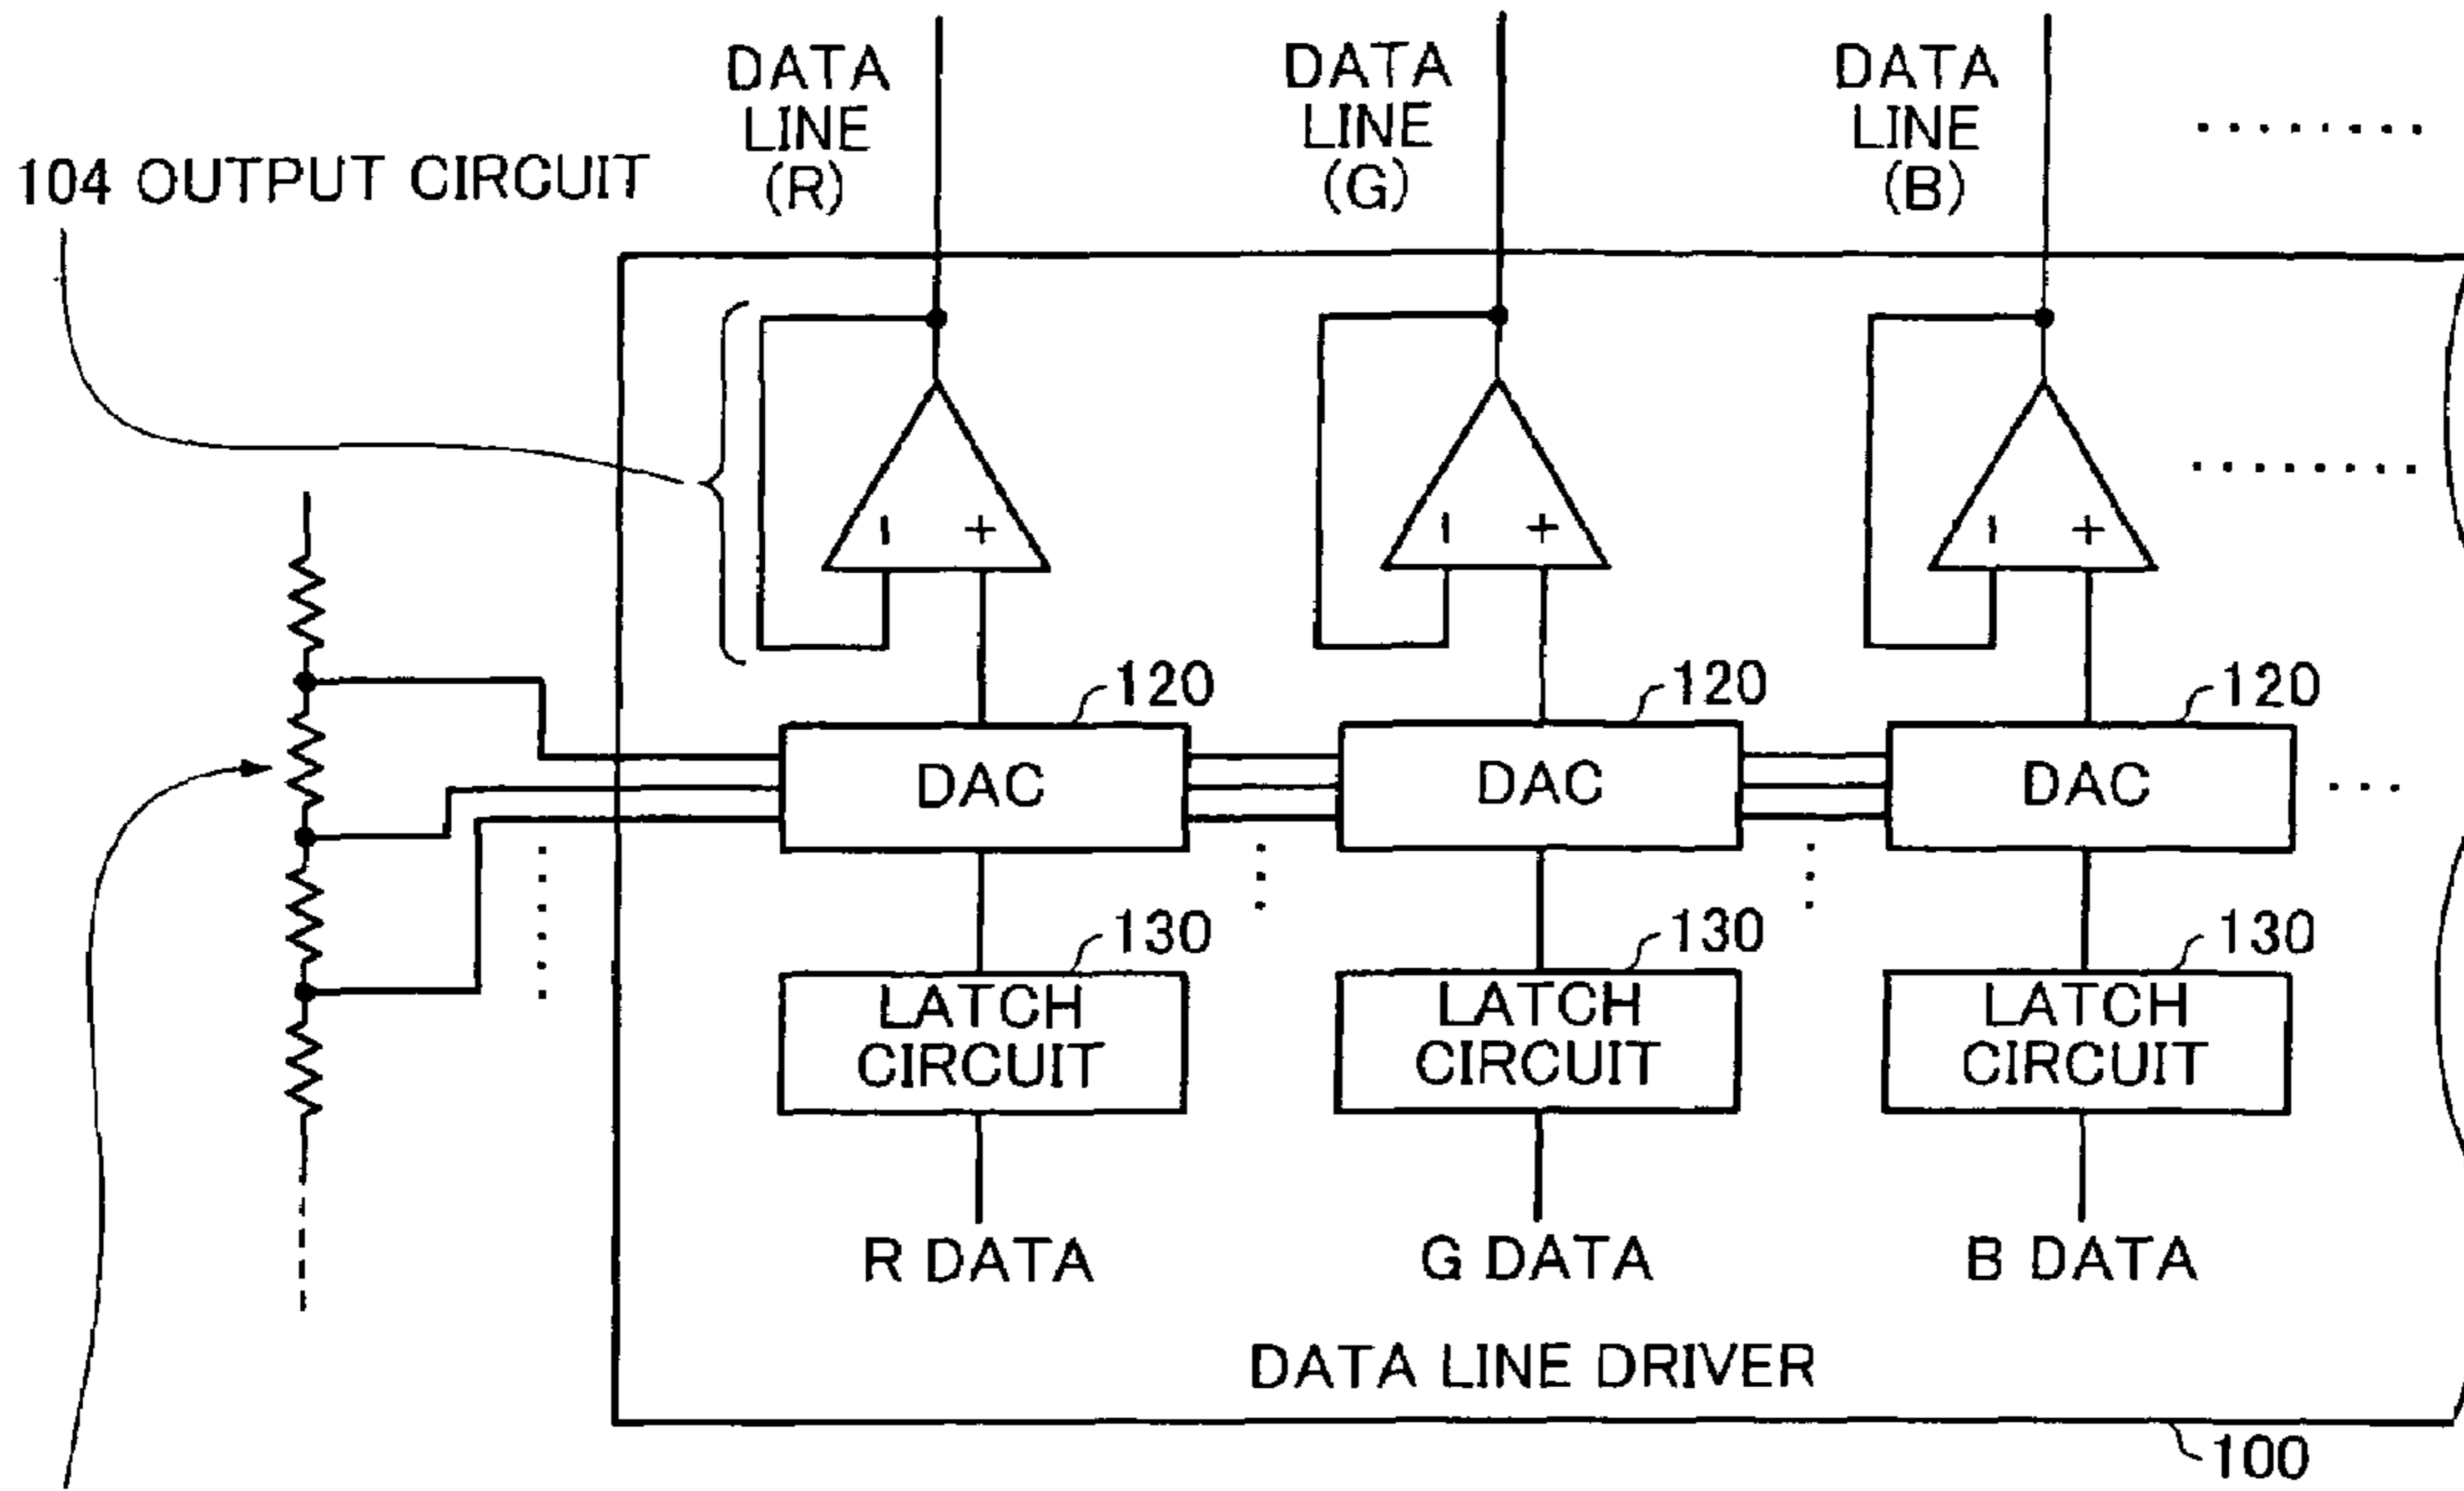 DATA
LINE
(R)
DATA
LINE
(G)
DATA
LINE
(B)
104 OUTPUT CIRCUIT
− +
− +
− +
120
120
120
DAC
DAC
DAC
130
130
130
LATCH
CIRCUIT
LATCH
CIRCUIT
LATCH
CIRCUIT
R DATA
G DATA
B DATA
DATA LINE DRIVER
100